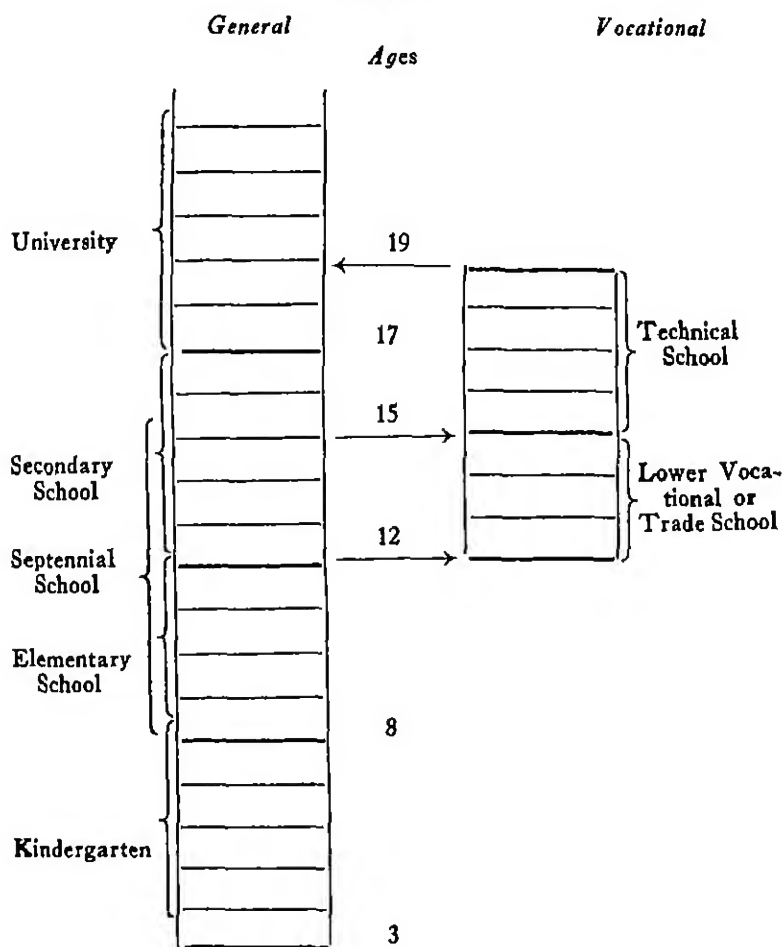 General
Vocational
Ages
University
19
17
Technical
School
15
Secondary
School
Lower Voca-
tional or
Trade School
12
Septennial
School
Elementary
School
8
Kindergarten
3